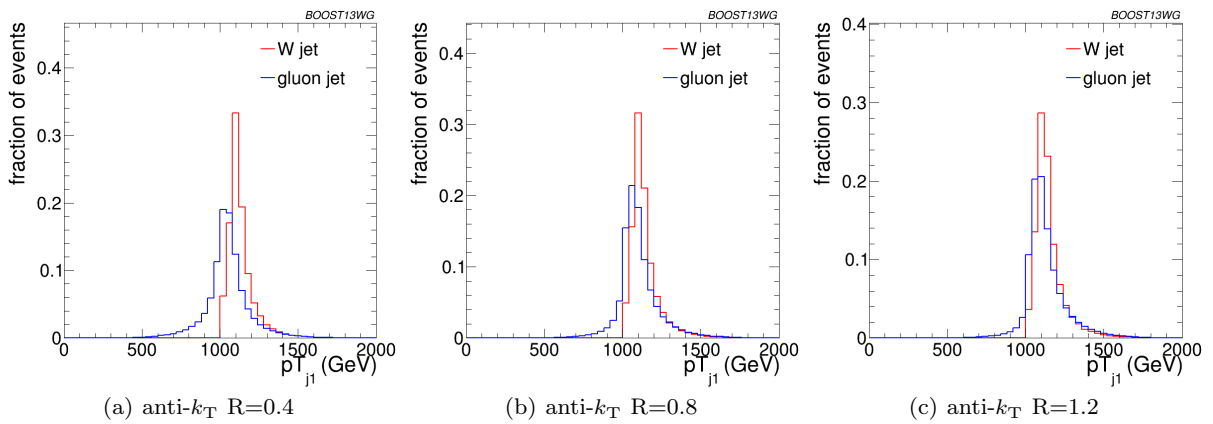 BOOST13WG
fraction of events
0.4
0.3
0.2
0.1
0
W jet
gluon jet
0 500 1000 1500 2000
pT_j1 (GeV)
(a) anti-k_T R=0.4
BOOST13WG
fraction of events
0.4
0.3
0.2
0.1
0
W jet
gluon jet
0 500 1000 1500 2000
pT_j1 (GeV)
(b) anti-k_T R=0.8
BOOST13WG
fraction of events
0.4
0.3
0.2
0.1
0
W jet
gluon jet
0 500 1000 1500 2000
pT_j1 (GeV)
(c) anti-k_T R=1.2